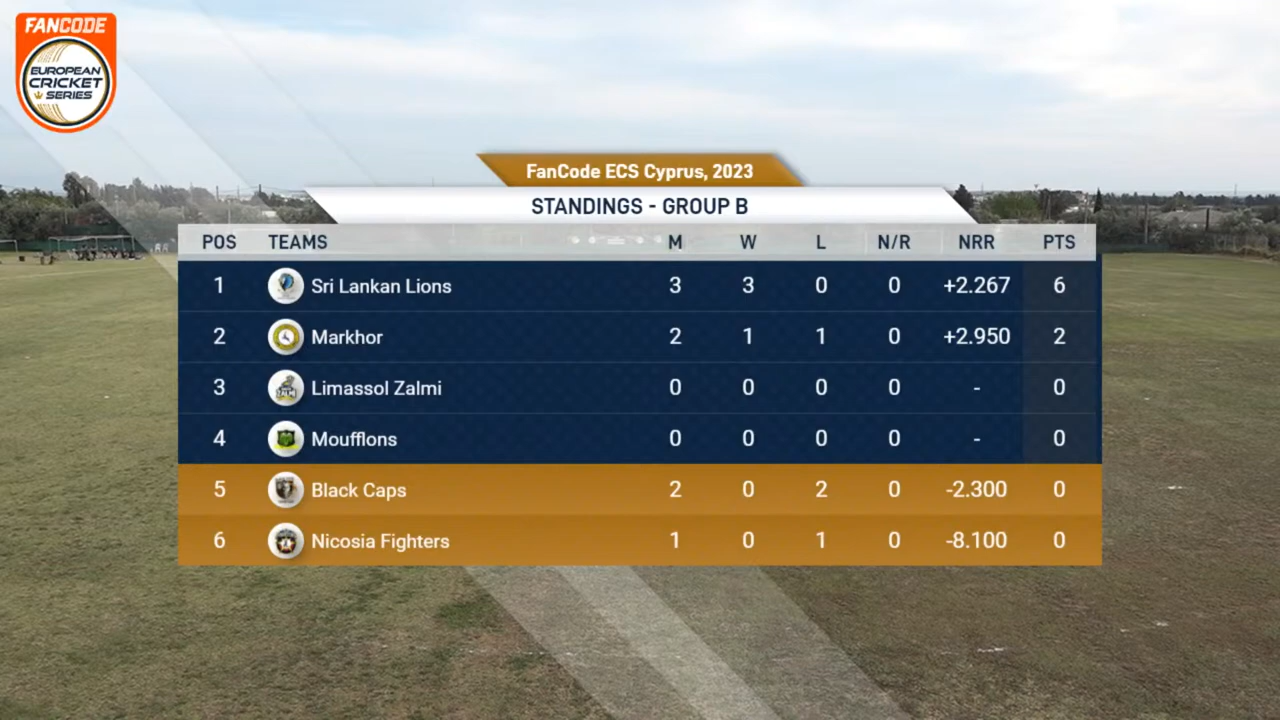 FANCODE
EUROPEAN
CRICKET
SERIES
FanCode ECS Cyprus, 2023
STANDINGS - GROUP B
POS TEAMS M W L N/R NRR PTS
1 Sri Lankan Lions 3 3 0 0 +2.267 6
2 Markhor 2 1 1 0 +2.950 2
3 Limassol Zalmi 0 0 0 0 - 0
4 Moufflons 0 0 0 0 - 0
5 Black Caps 2 0 2 0 -2.300 0
6 Nicosia Fighters 1 0 1 0 -8.100 0